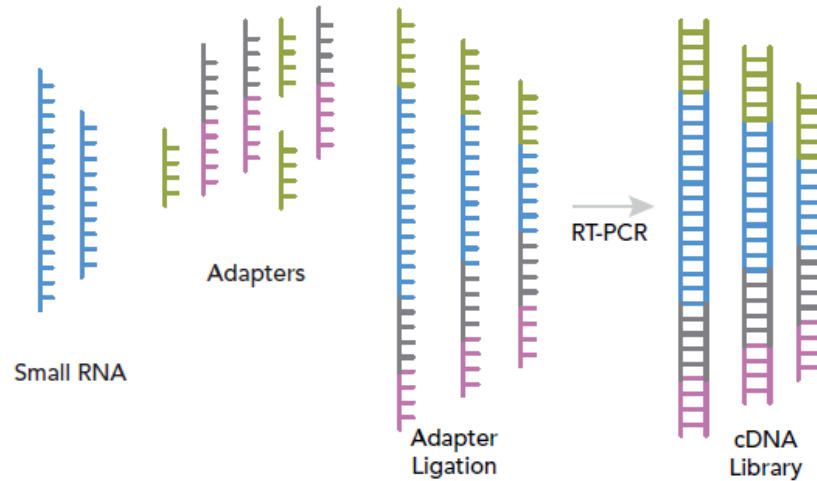 Small RNA
Adapters
Adapter
Ligation
RT-PCR
cDNA
Library